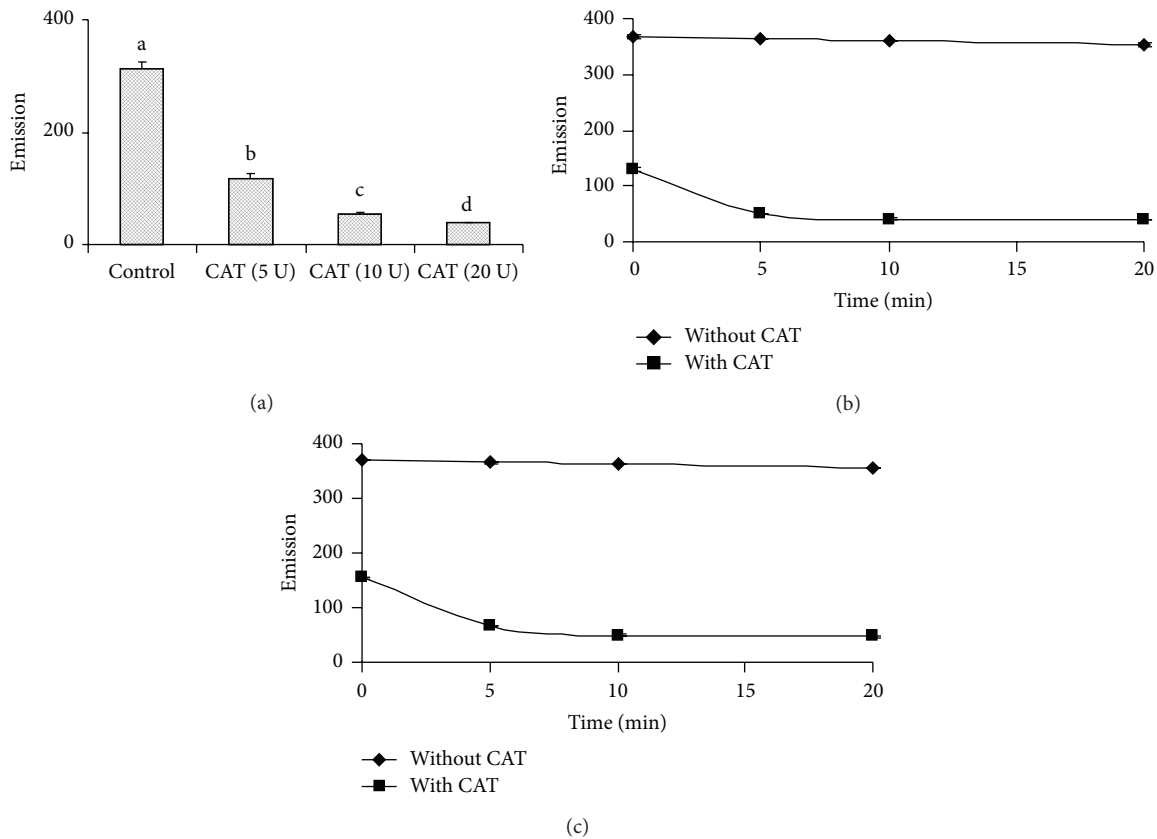 400
200
0
Emission
a
b
c
d
Control CAT (5 U) CAT (10 U) CAT (20 U)
(a)
400
300
200
100
0
Emission
0 5 10 15 20
Time (min)
Without CAT
With CAT
(b)
400
300
200
100
0
Emission
0 5 10 15 20
Time (min)
Without CAT
With CAT
(c)